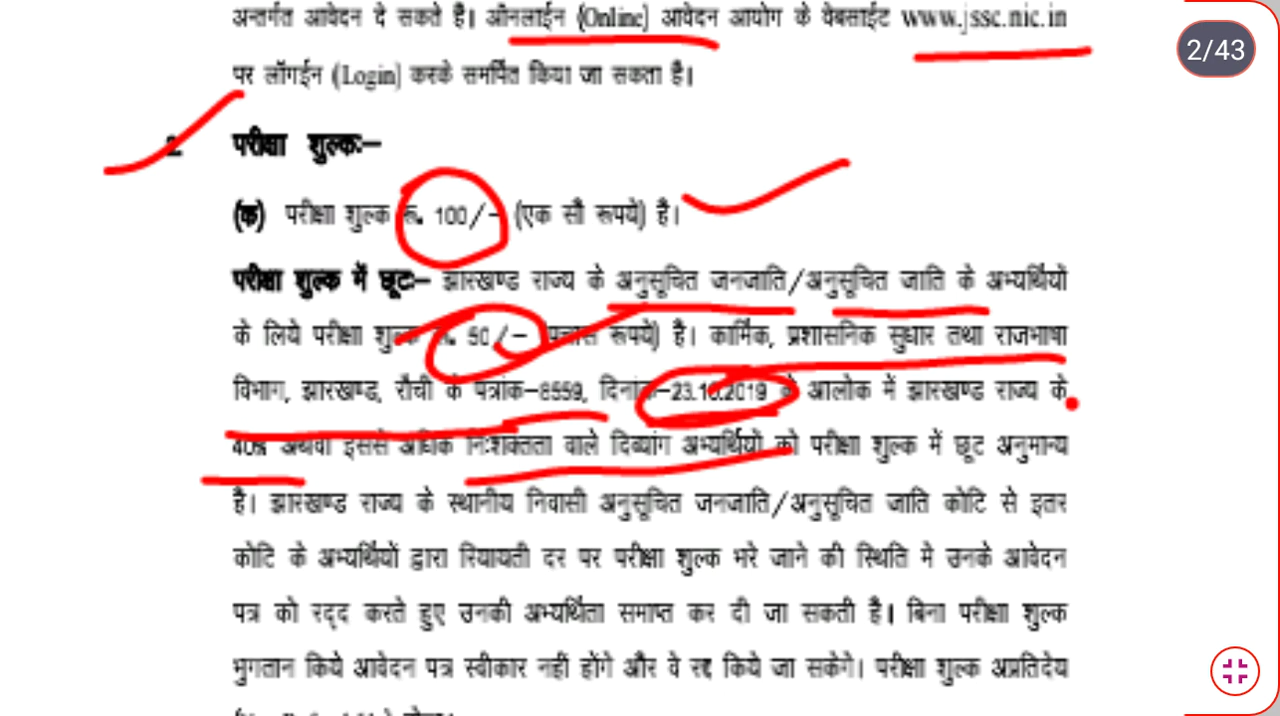 अन्तर्गत आवेदन दे सकते है। ऑनलाईन (Online) आवेदन आयोग के वेबसाईट www.jssc.nic.in
पर लॉगईन (Login) करके समर्पित किया जा सकता है।
2/43
2. परीक्षा शुल्कः–
(क) परीक्षा शुल्क रू. 100/– (एक सौ रूपये) है।
परीक्षा शुल्क में छूटः– झारखण्ड राज्य के अनुसूचित जनजाति/अनुसूचित जाति के अभ्यर्थियों
के लिये परीक्षा शुल्क रू. 50/– (पचास रूपये) है। कार्मिक, प्रशासनिक सुधार तथा राजभाषा
विभाग, झारखण्ड, राँची के पत्रांक–8559, दिनांक–23.10.2019 के आलोक में झारखण्ड राज्य के
40% अथवा इससे अधिक निःशक्तता वाले दिव्यांग अभ्यर्थियो को परीक्षा शुल्क में छूट अनुमान्य
है। झारखण्ड राज्य के स्थानीय निवासी अनुसूचित जनजाति/अनुसूचित जाति कोटि से इतर
कोटि के अभ्यर्थियों द्वारा रियायती दर पर परीक्षा शुल्क भरे जाने की स्थिति मे उनके आवेदन
पत्र को रद्द करते हुए उनकी अभ्यर्थिता समाप्त कर दी जा सकती है। बिना परीक्षा शुल्क
भुगतान किये आवेदन पत्र स्वीकार नही होंगे और वे रद्द किये जा सकेगे। परीक्षा शुल्क अप्रतिदेय